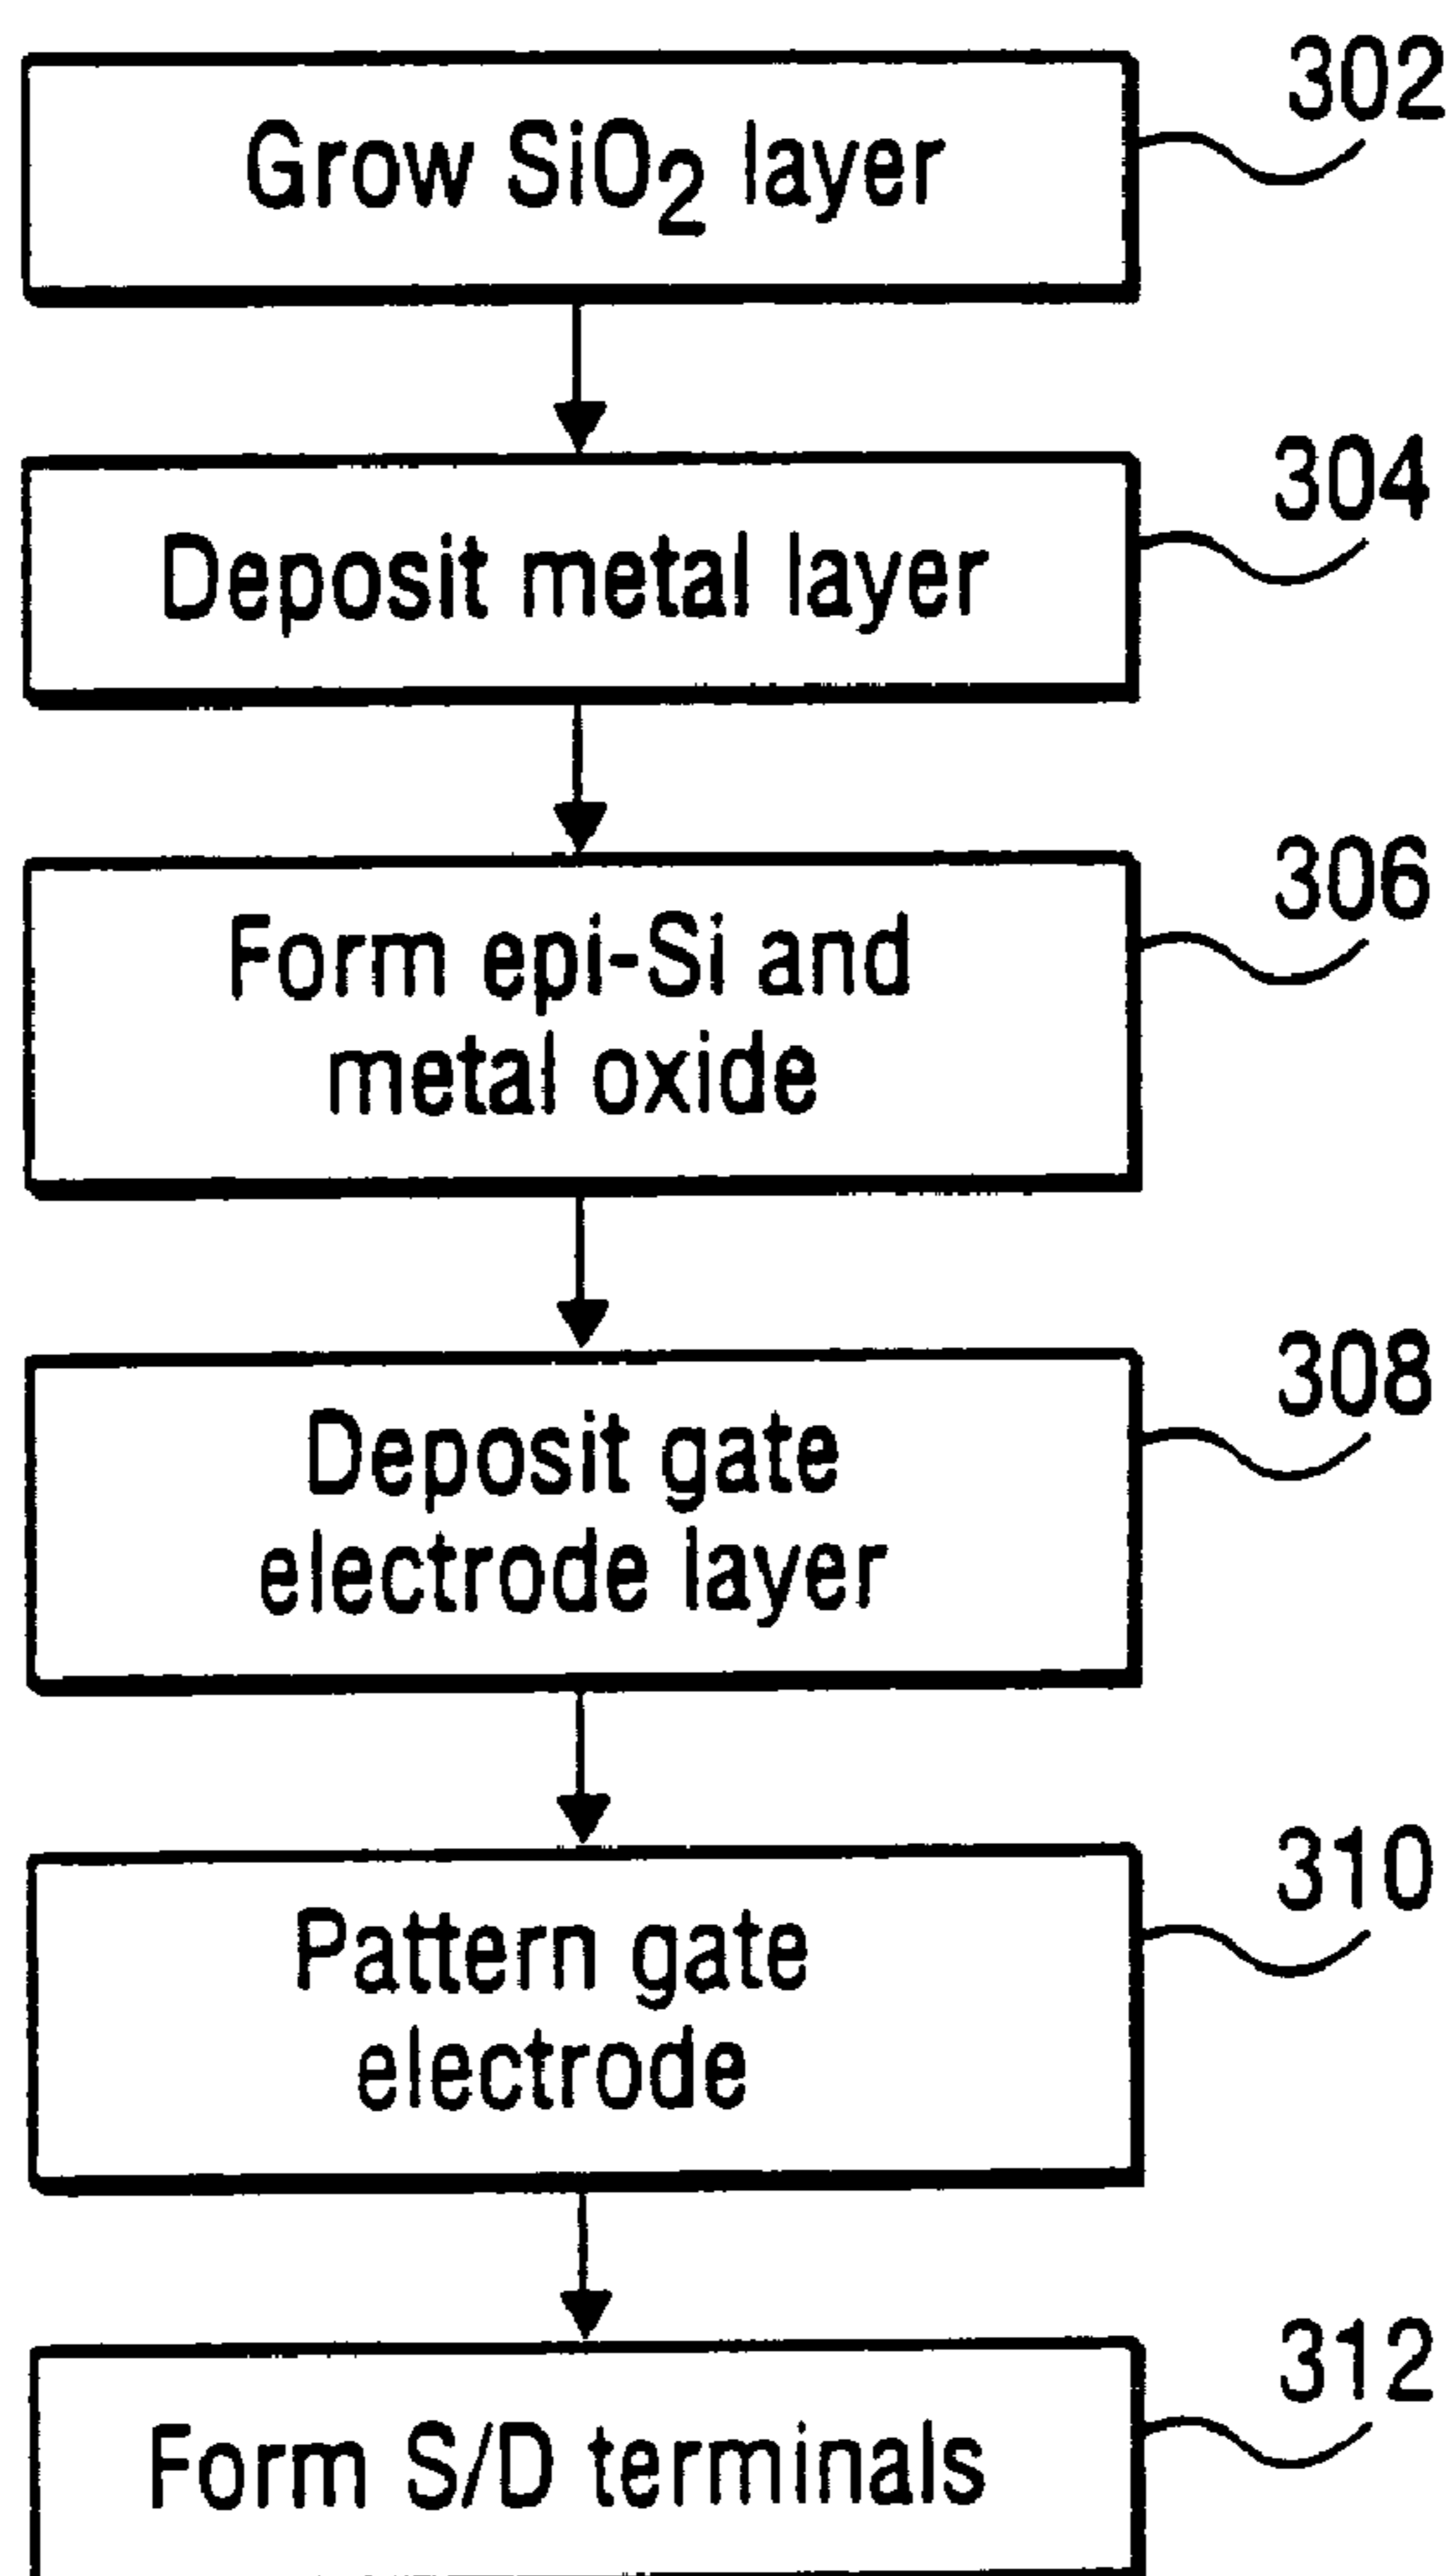 302
Grow SiO2 layer
304
Deposit metal layer
306
Form epi-Si and
metal oxide
308
Deposit gate
electrode layer
310
Pattern gate
electrode
312
Form S/D terminals